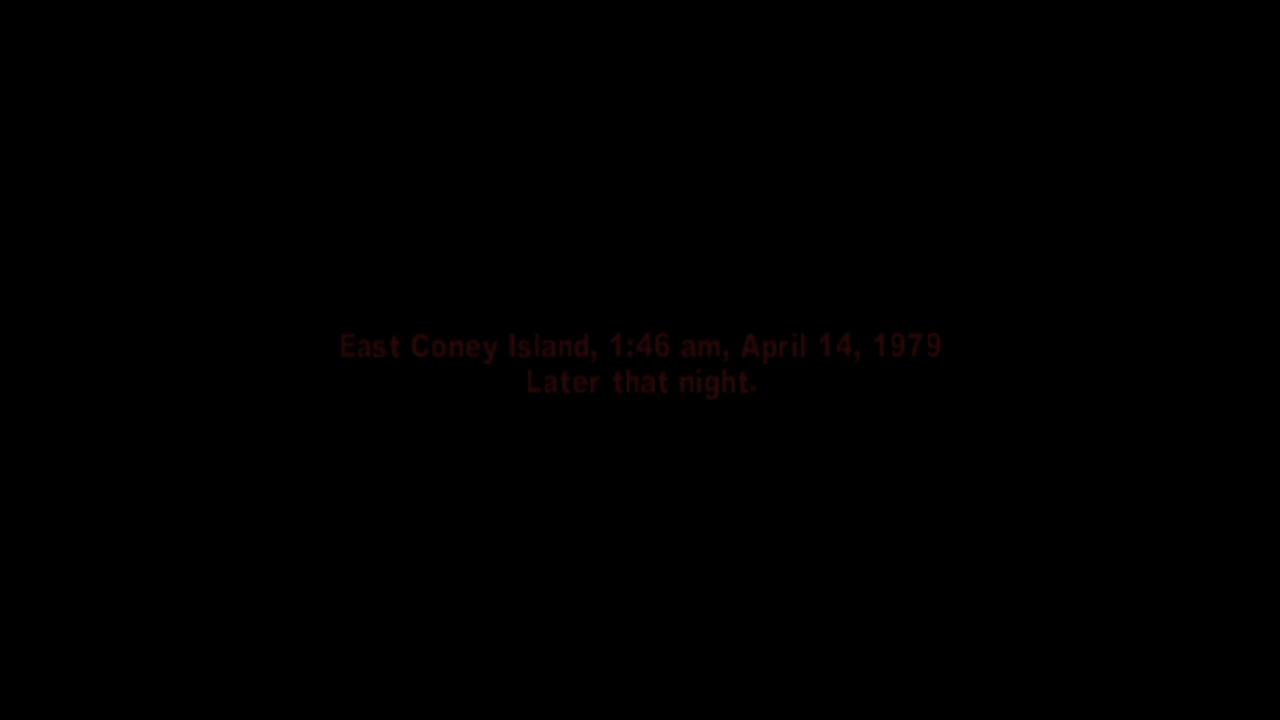 East Coney Island, 1:46 am, April 14, 1979
Later that night.